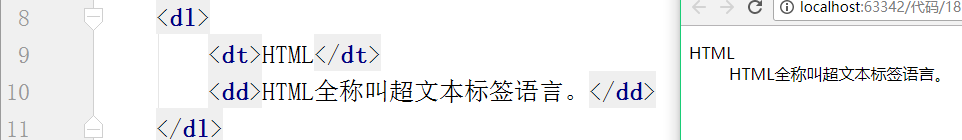 8 <dl>
9 <dt>HTML</dt>
10 <dd>HTML全称叫超文本标签语言。</dd>
11 </dl>
localhost:63342/代码/18
HTML
HTML全称叫超文本标签语言。